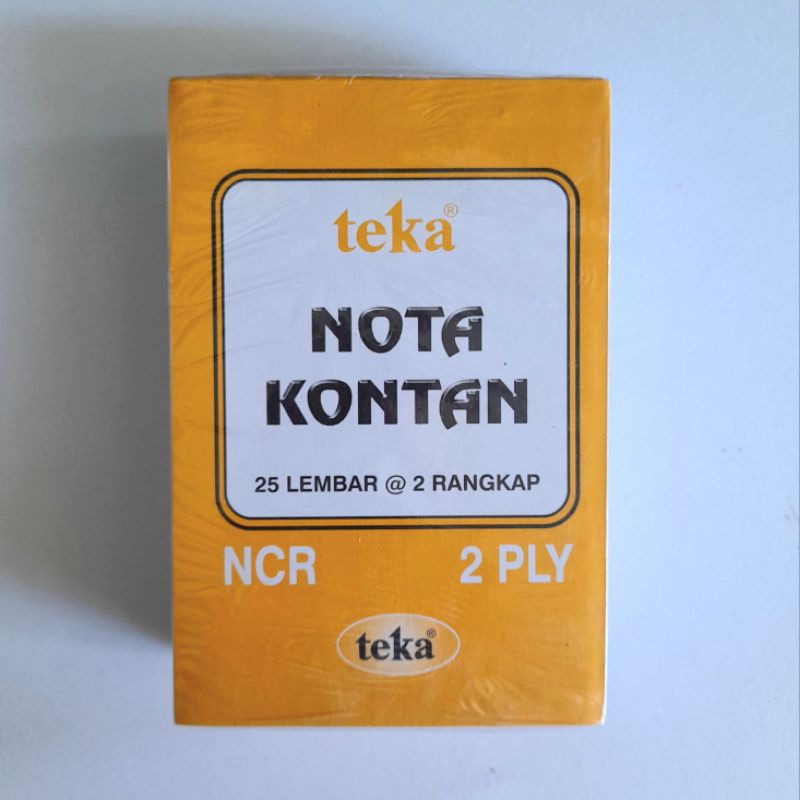 teka®
NOTA
KONTAN
25 LEMBAR @ 2 RANGKAP
NCR 2 PLY
teka®